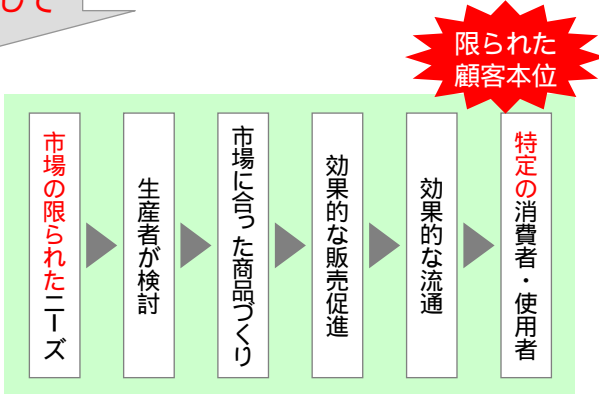 して
限られた
顧客本位
市場の限られたニーズ
生産者が検討
市場に合った商品づくり
効果的な販売促進
効果的な流通
特定の消費者・使用者